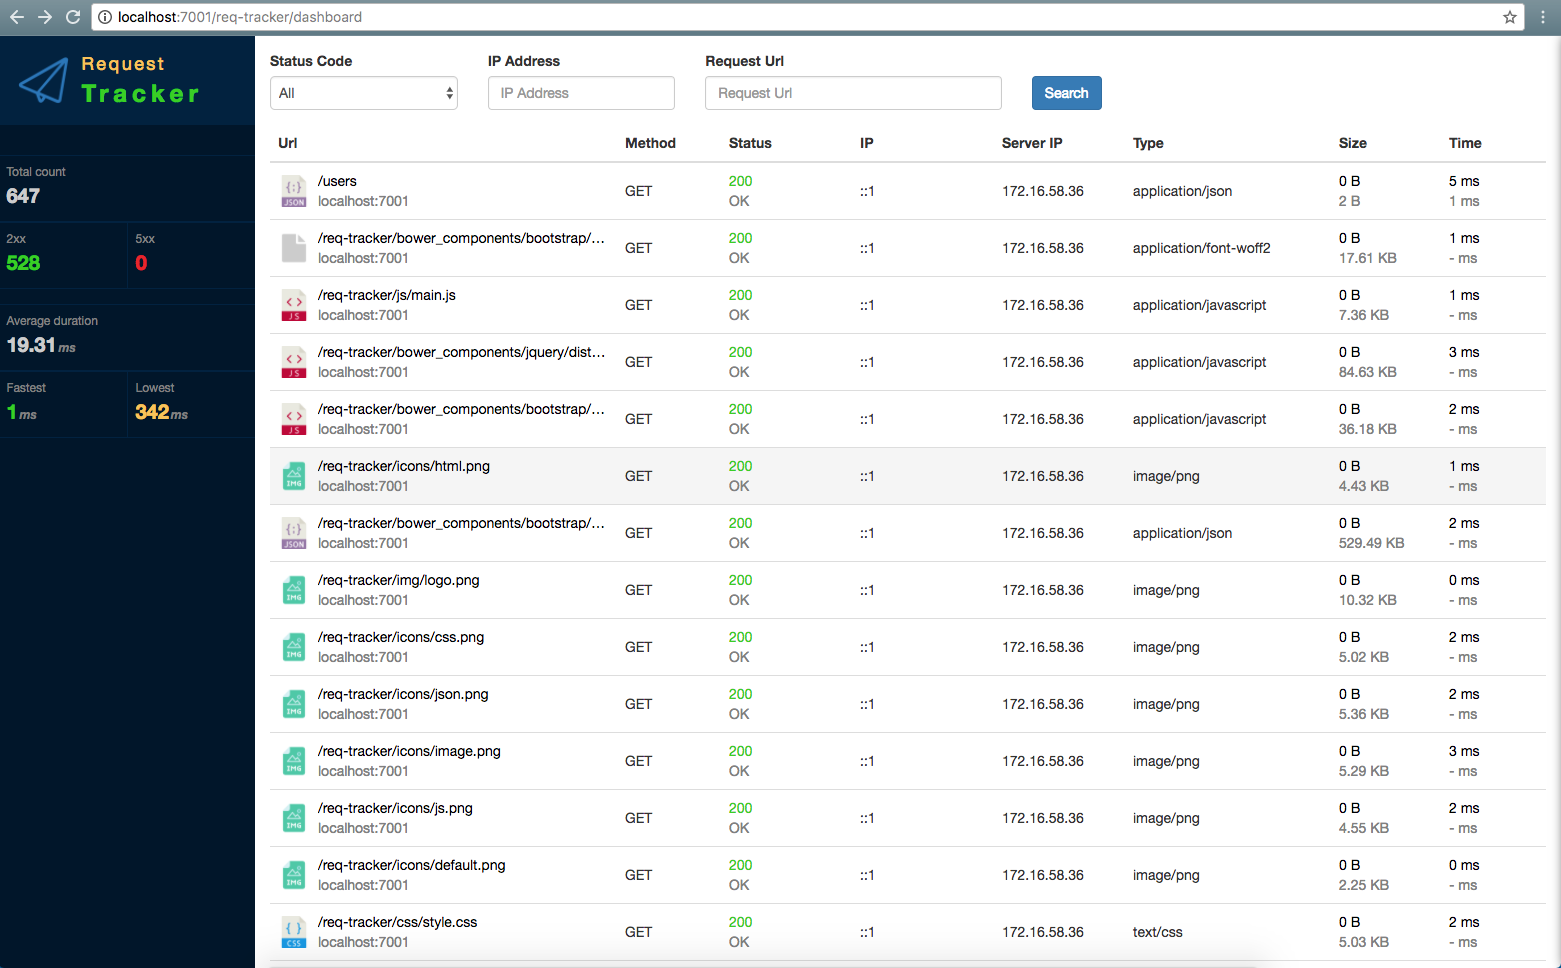 localhost:7001/req-tracker/dashboard
Request
Tracker
Total count
647
2xx 5xx
528 0
Average duration
19.31 ms
Fastest Lowest
1 ms 342 ms
Status Code IP Address Request Url
All IP Address Request Url Search
Url Method Status IP Server IP Type Size Time
JSON /users localhost:7001 GET 200 OK ::1 172.16.58.36 application/json 0 B 2 B 5 ms 1 ms
/req-tracker/bower_components/bootstrap/... localhost:7001 GET 200 OK ::1 172.16.58.36 application/font-woff2 0 B 17.61 KB 1 ms - ms
JS /req-tracker/js/main.js localhost:7001 GET 200 OK ::1 172.16.58.36 application/javascript 0 B 7.36 KB 1 ms - ms
JS /req-tracker/bower_components/jquery/dist... localhost:7001 GET 200 OK ::1 172.16.58.36 application/javascript 0 B 84.63 KB 3 ms - ms
JS /req-tracker/bower_components/bootstrap/... localhost:7001 GET 200 OK ::1 172.16.58.36 application/javascript 0 B 36.18 KB 2 ms - ms
IMG /req-tracker/icons/html.png localhost:7001 GET 200 OK ::1 172.16.58.36 image/png 0 B 4.43 KB 1 ms - ms
JSON /req-tracker/bower_components/bootstrap/... localhost:7001 GET 200 OK ::1 172.16.58.36 application/json 0 B 529.49 KB 2 ms - ms
IMG /req-tracker/img/logo.png localhost:7001 GET 200 OK ::1 172.16.58.36 image/png 0 B 10.32 KB 0 ms - ms
IMG /req-tracker/icons/css.png localhost:7001 GET 200 OK ::1 172.16.58.36 image/png 0 B 5.02 KB 2 ms - ms
IMG /req-tracker/icons/json.png localhost:7001 GET 200 OK ::1 172.16.58.36 image/png 0 B 5.36 KB 2 ms - ms
IMG /req-tracker/icons/image.png localhost:7001 GET 200 OK ::1 172.16.58.36 image/png 0 B 5.29 KB 3 ms - ms
IMG /req-tracker/icons/js.png localhost:7001 GET 200 OK ::1 172.16.58.36 image/png 0 B 4.55 KB 2 ms - ms
IMG /req-tracker/icons/default.png localhost:7001 GET 200 OK ::1 172.16.58.36 image/png 0 B 2.25 KB 0 ms - ms
CSS /req-tracker/css/style.css localhost:7001 GET 200 OK ::1 172.16.58.36 text/css 0 B 5.03 KB 2 ms - ms